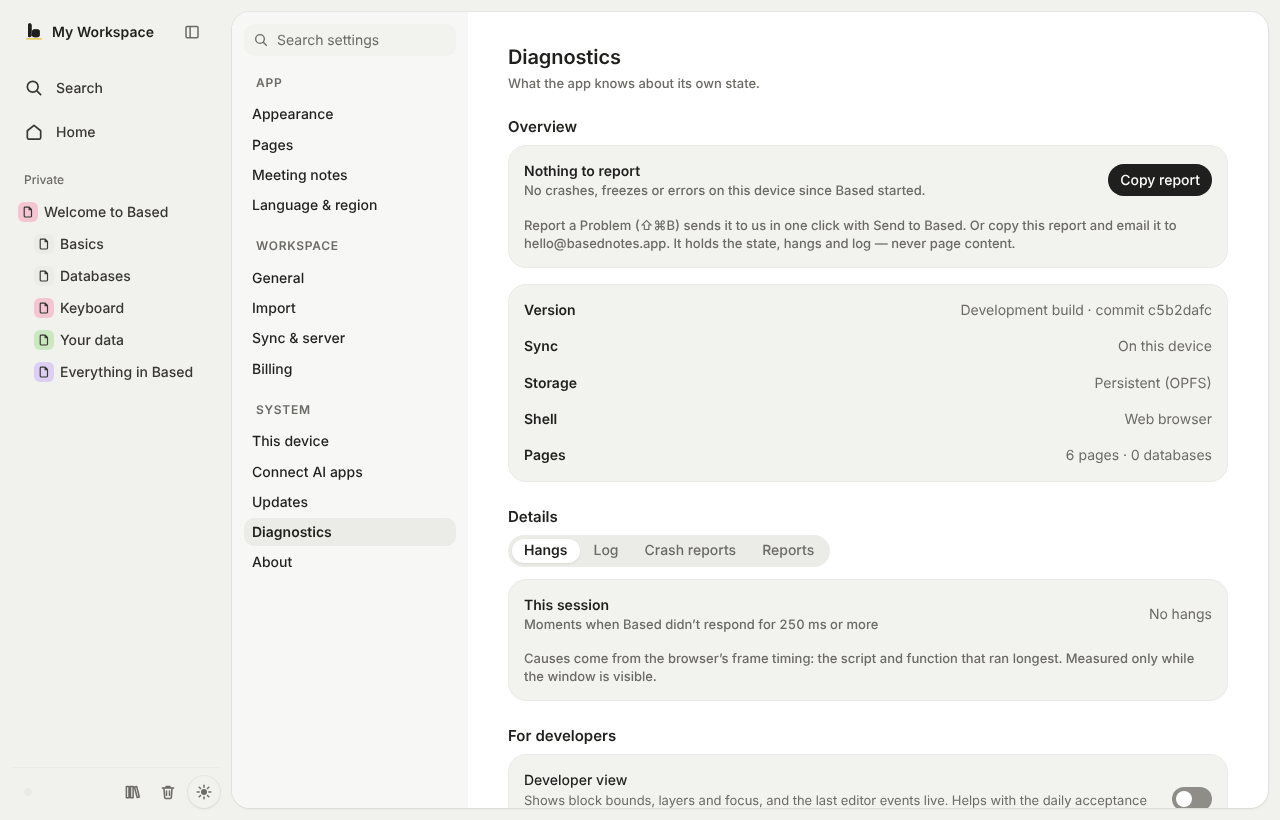 My Workspace
Search
Home
Private
Welcome to Based
Basics
Databases
Keyboard
Your data
Everything in Based
Search settings
APP
Appearance
Pages
Meeting notes
Language & region
WORKSPACE
General
Import
Sync & server
Billing
SYSTEM
This device
Connect AI apps
Updates
Diagnostics
About
Diagnostics
What the app knows about its own state.
Overview
Nothing to report
No crashes, freezes or errors on this device since Based started.
Copy report
Report a Problem (⇧⌘B) sends it to us in one click with Send to Based. Or copy this report and email it to
hello@basednotes.app. It holds the state, hangs and log — never page content.
Version Development build · commit c5b2dafc
Sync On this device
Storage Persistent (OPFS)
Shell Web browser
Pages 6 pages · 0 databases
Details
Hangs Log Crash reports Reports
This session
Moments when Based didn’t respond for 250 ms or more
No hangs
Causes come from the browser’s frame timing: the script and function that ran longest. Measured only while
the window is visible.
For developers
Developer view
Shows block bounds, layers and focus, and the last editor events live. Helps with the daily acceptance